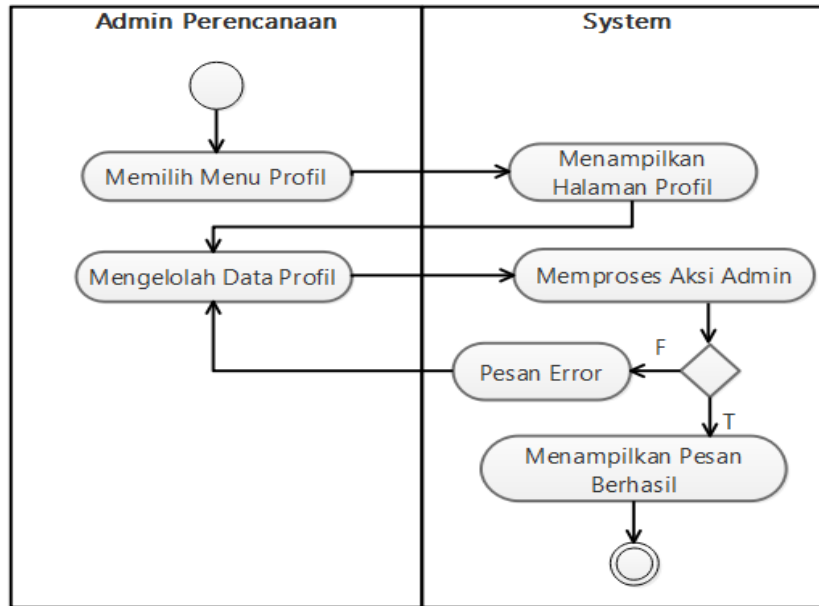 Admin Perencanaan
System
Memilih Menu Profil
Menampilkan
Halaman Profil
Mengelolah Data Profil
Memproses Aksi Admin
F
Pesan Error
T
Menampilkan Pesan
Berhasil